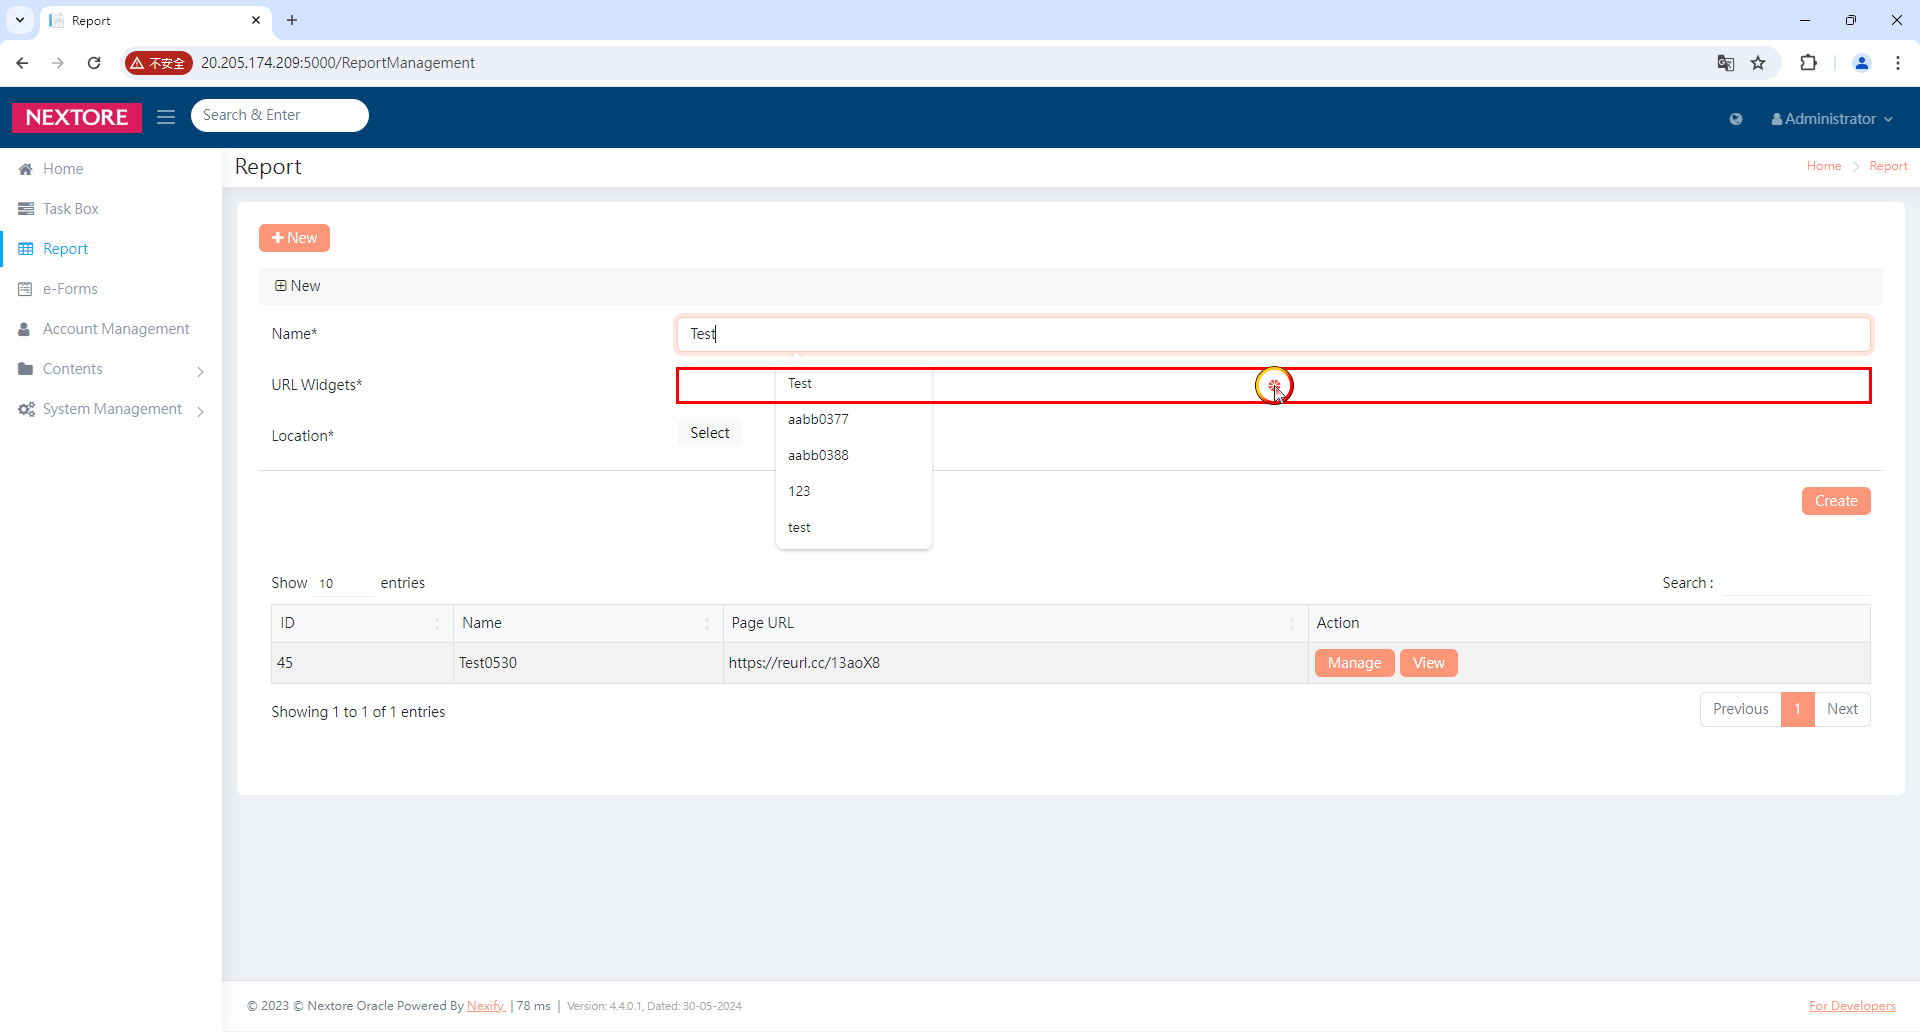 Report
不安全
20.205.174.209:5000/ReportManagement
NEXTORE
Search & Enter
Administrator
Home
Task Box
Report
e-Forms
Account Management
Contents
System Management
Report
Home
Report
New
New
Name*
Test
URL Widgets*
Location*
Select
Test
aabb0377
aabb0388
123
test
Create
Show 10 entries
Search :
ID Name Page URL Action
45 Test0530 https://reurl.cc/13aoX8 Manage View
Showing 1 to 1 of 1 entries
Previous 1 Next
© 2023 © Nextore Oracle Powered By Nexify | 78 ms | Version: 4.4.0.1, Dated: 30-05-2024
For Developers